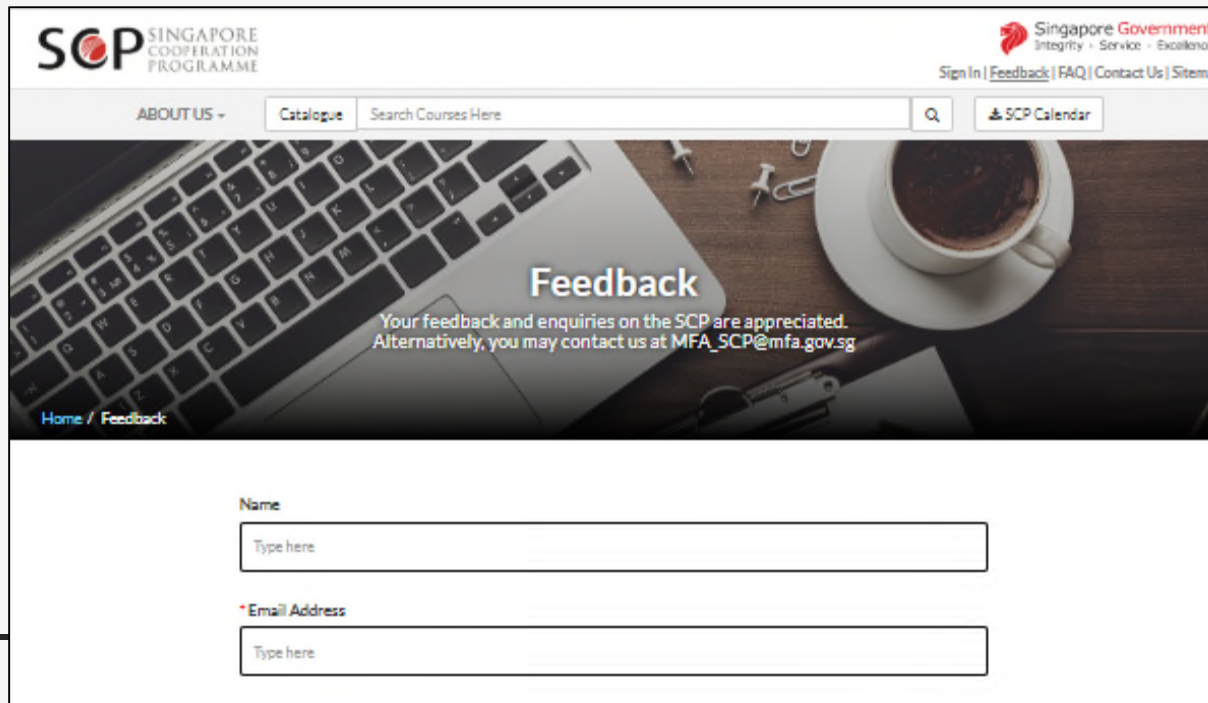 SCP SINGAPORE
COOPERATION
PROGRAMME
Singapore Government
Integrity · Service · Excellence
Sign In | Feedback | FAQ | Contact Us | Sitem
ABOUT US
Catalogue
Search Courses Here
SCP Calendar
Feedback
Your feedback and enquiries on the SCP are appreciated.
Alternatively, you may contact us at MFA_SCP@mfa.gov.sg
Home / Feedback
Name
Type here
* Email Address
Type here